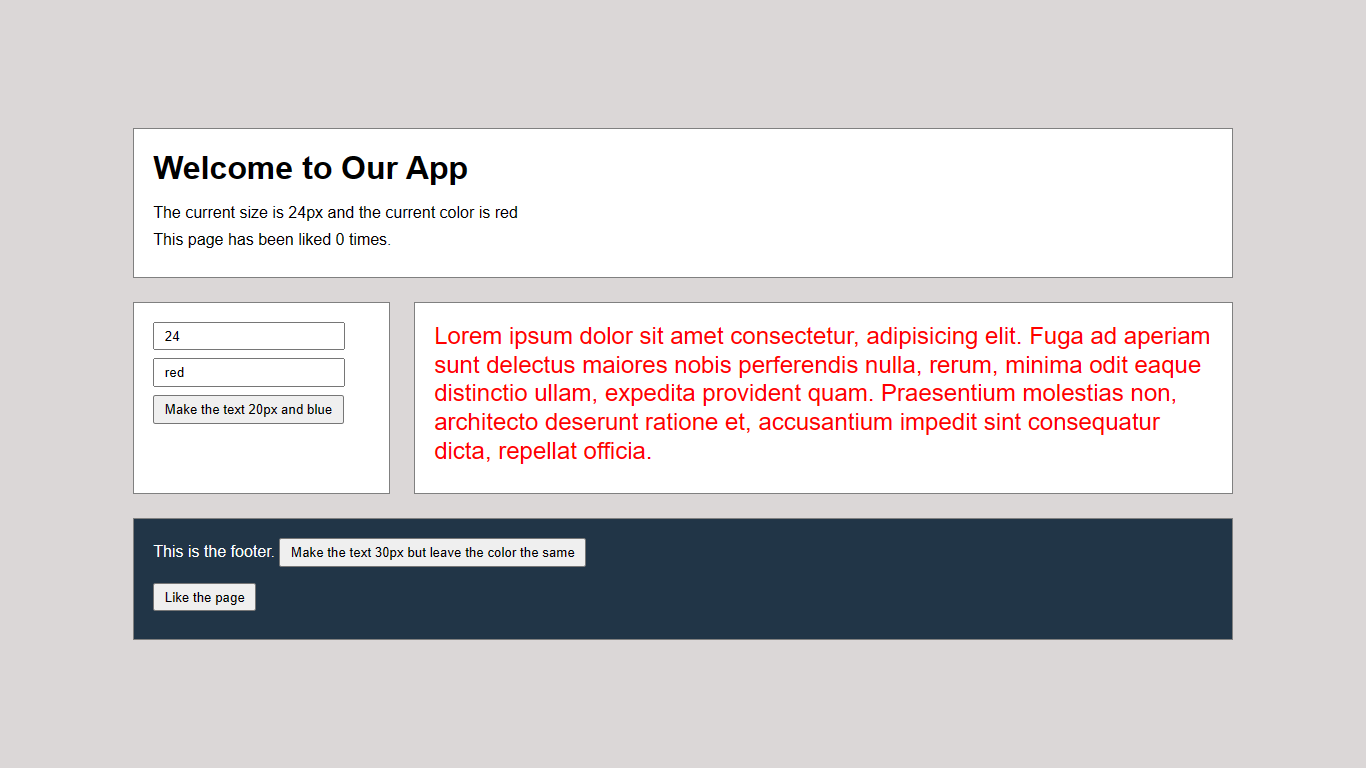 Welcome to Our App
The current size is 24px and the current color is red
This page has been liked 0 times.
24
red
Make the text 20px and blue
Lorem ipsum dolor sit amet consectetur, adipisicing elit. Fuga ad aperiam
sunt delectus maiores nobis perferendis nulla, rerum, minima odit eaque
distinctio ullam, expedita provident quam. Praesentium molestias non,
architecto deserunt ratione et, accusantium impedit sint consequatur
dicta, repellat officia.
This is the footer. Make the text 30px but leave the color the same
Like the page